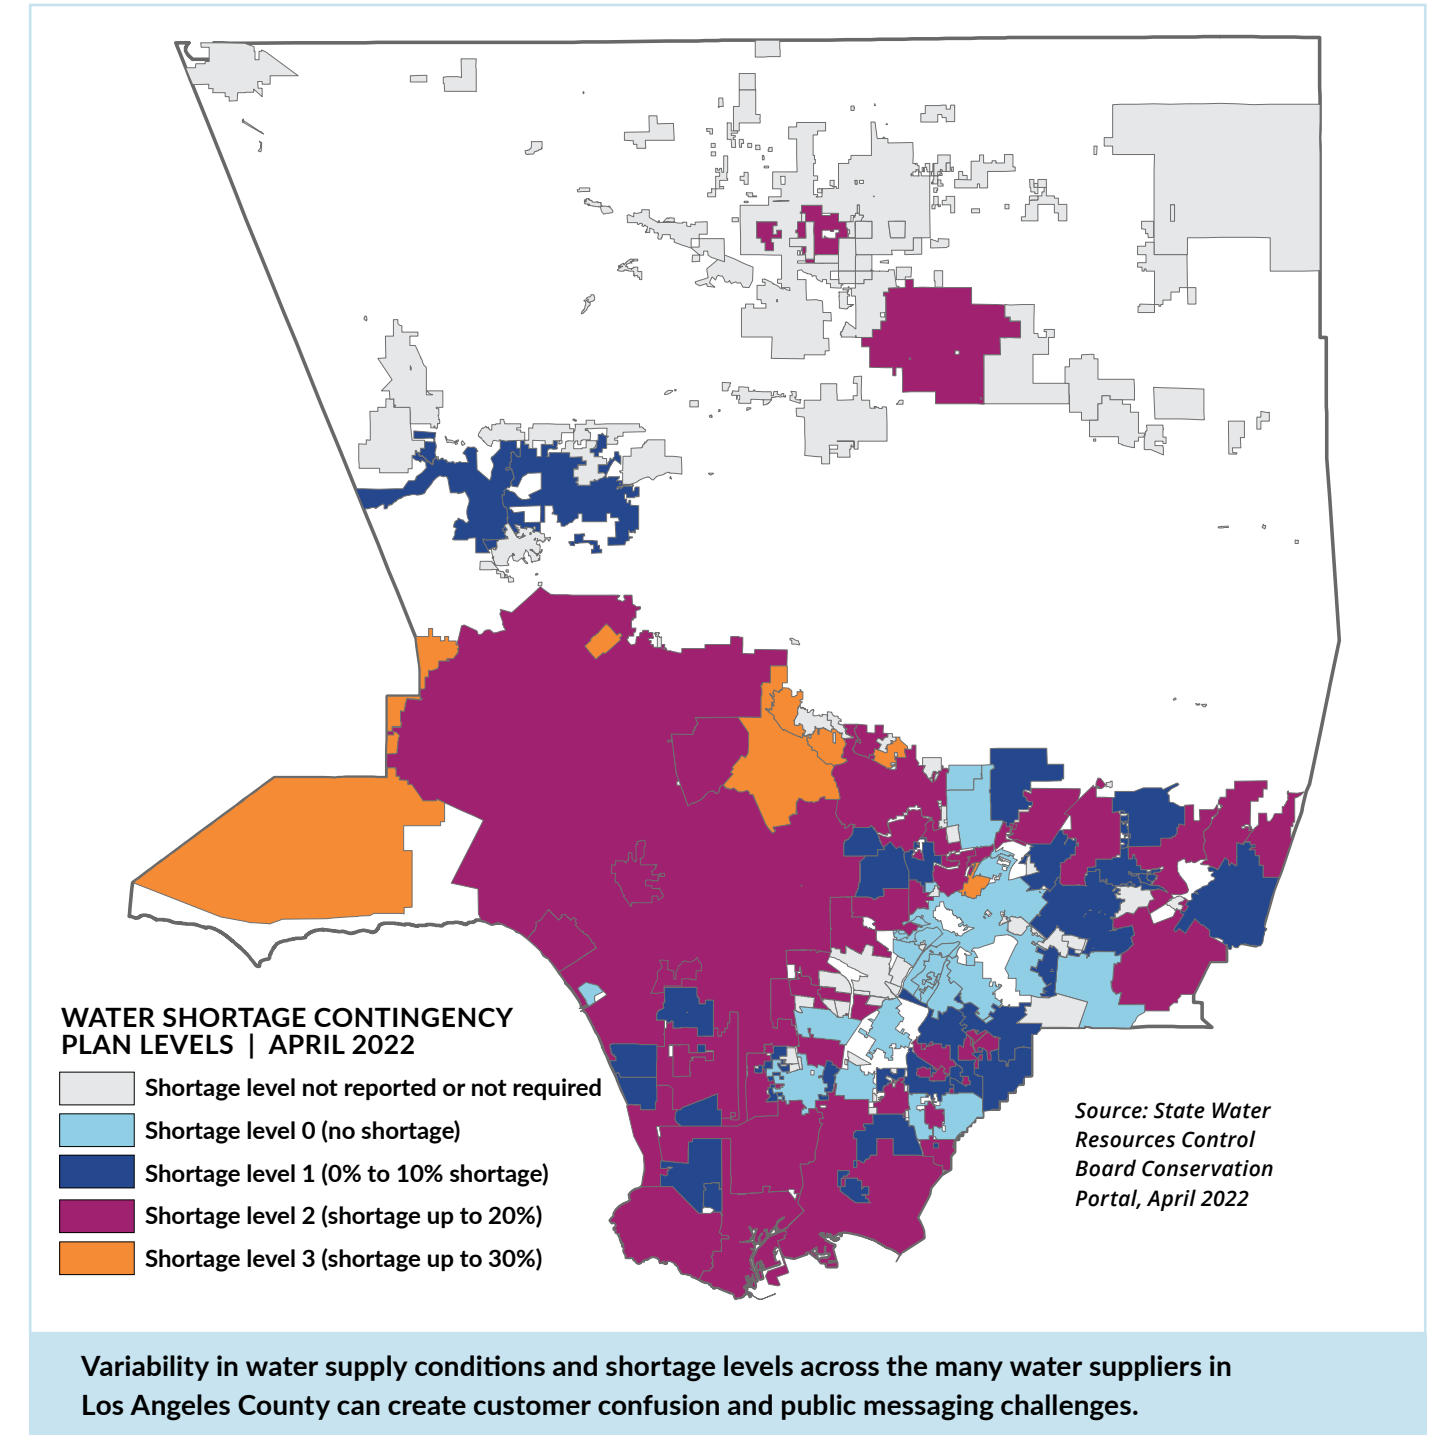 WATER SHORTAGE CONTINGENCY
PLAN LEVELS | APRIL 2022
Shortage level not reported or not required
Shortage level 0 (no shortage)
Shortage level 1 (0% to 10% shortage)
Shortage level 2 (shortage up to 20%)
Shortage level 3 (shortage up to 30%)
Source: State Water
Resources Control
Board Conservation
Portal, April 2022
Variability in water supply conditions and shortage levels across the many water suppliers in
Los Angeles County can create customer confusion and public messaging challenges.